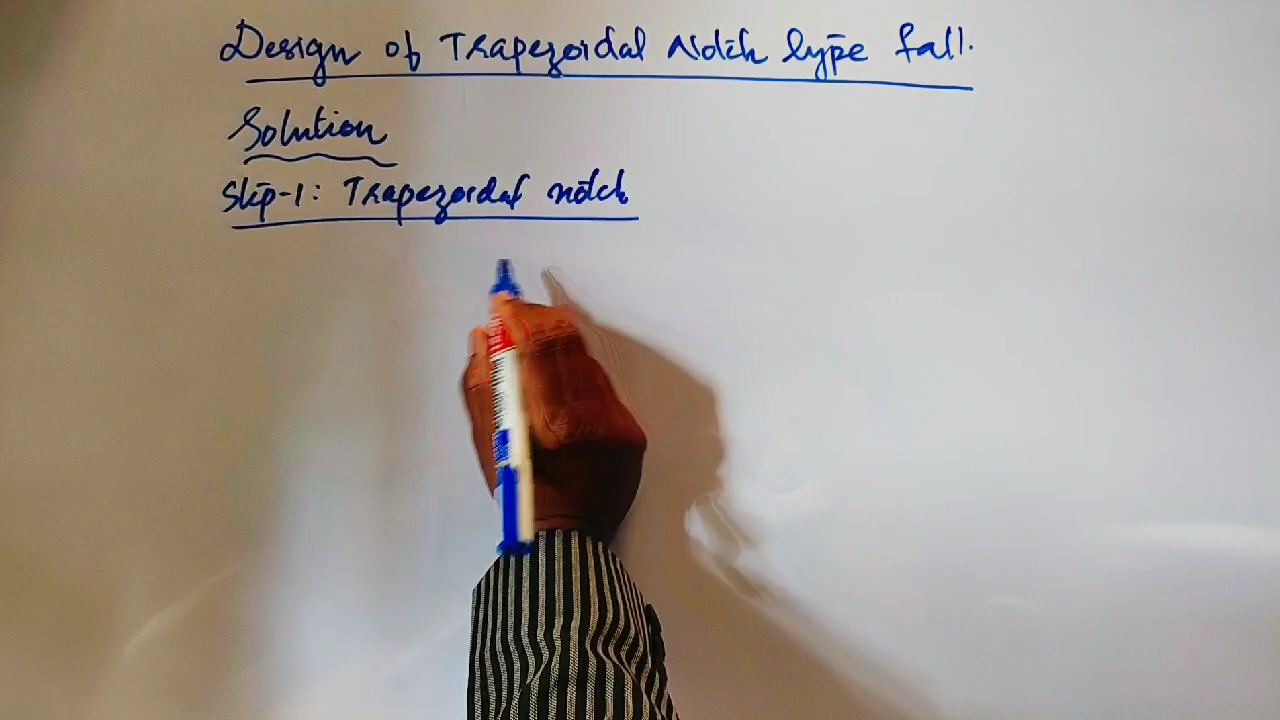 Design of Trapezoidal Notch type fall.
Solution
Step-1: Trapezoidal notch